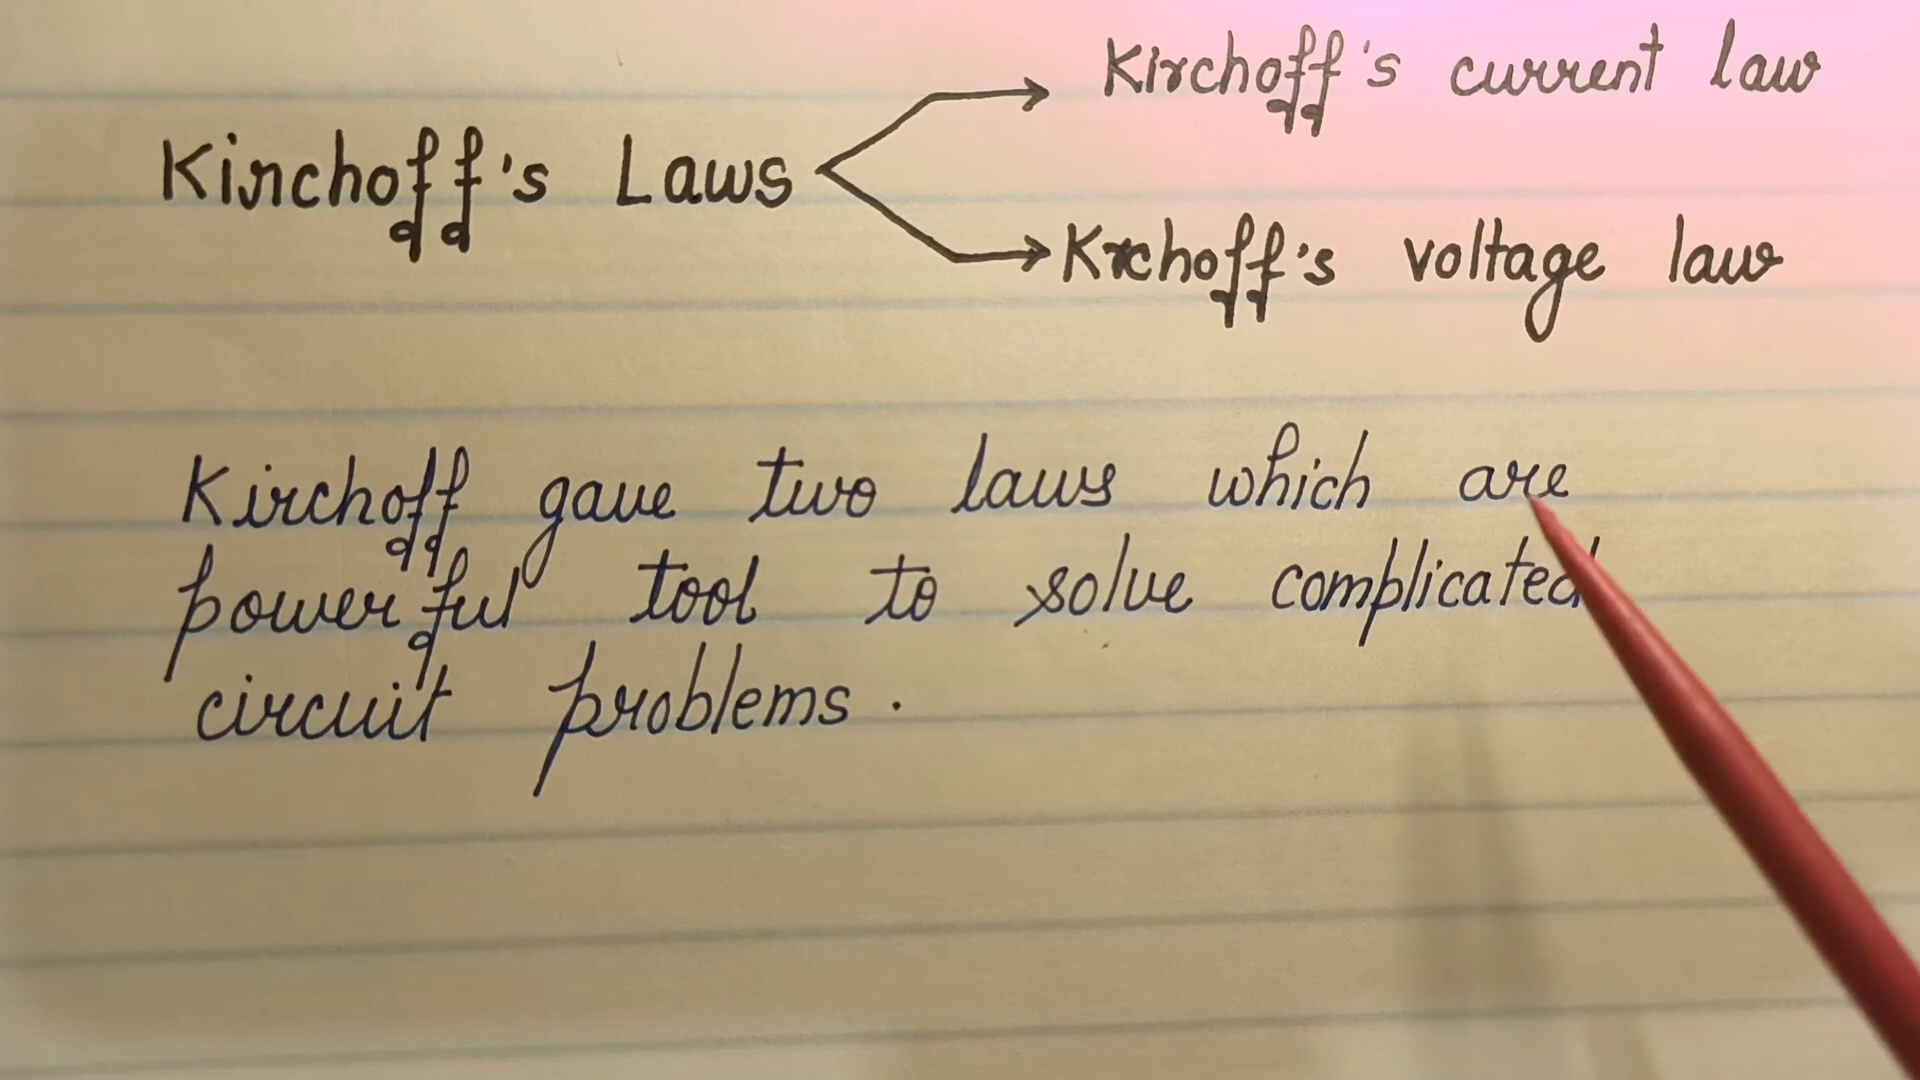 Kirchoff's current law
Kirchoff's Laws
Krchoff's voltage law
Kirchoff gave two laws which are
powerful tool to solve complicated
circuit problems.